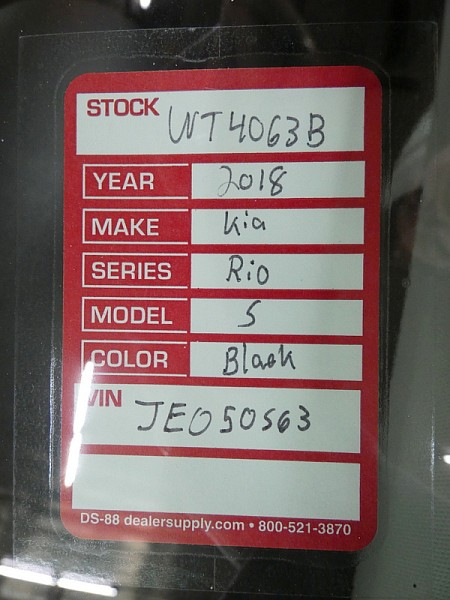 STOCK WT4063B
YEAR 2018
MAKE Kia
SERIES Rio
MODEL S
COLOR Black
VIN JE050563
DS-88 dealersupply.com • 800-521-3870